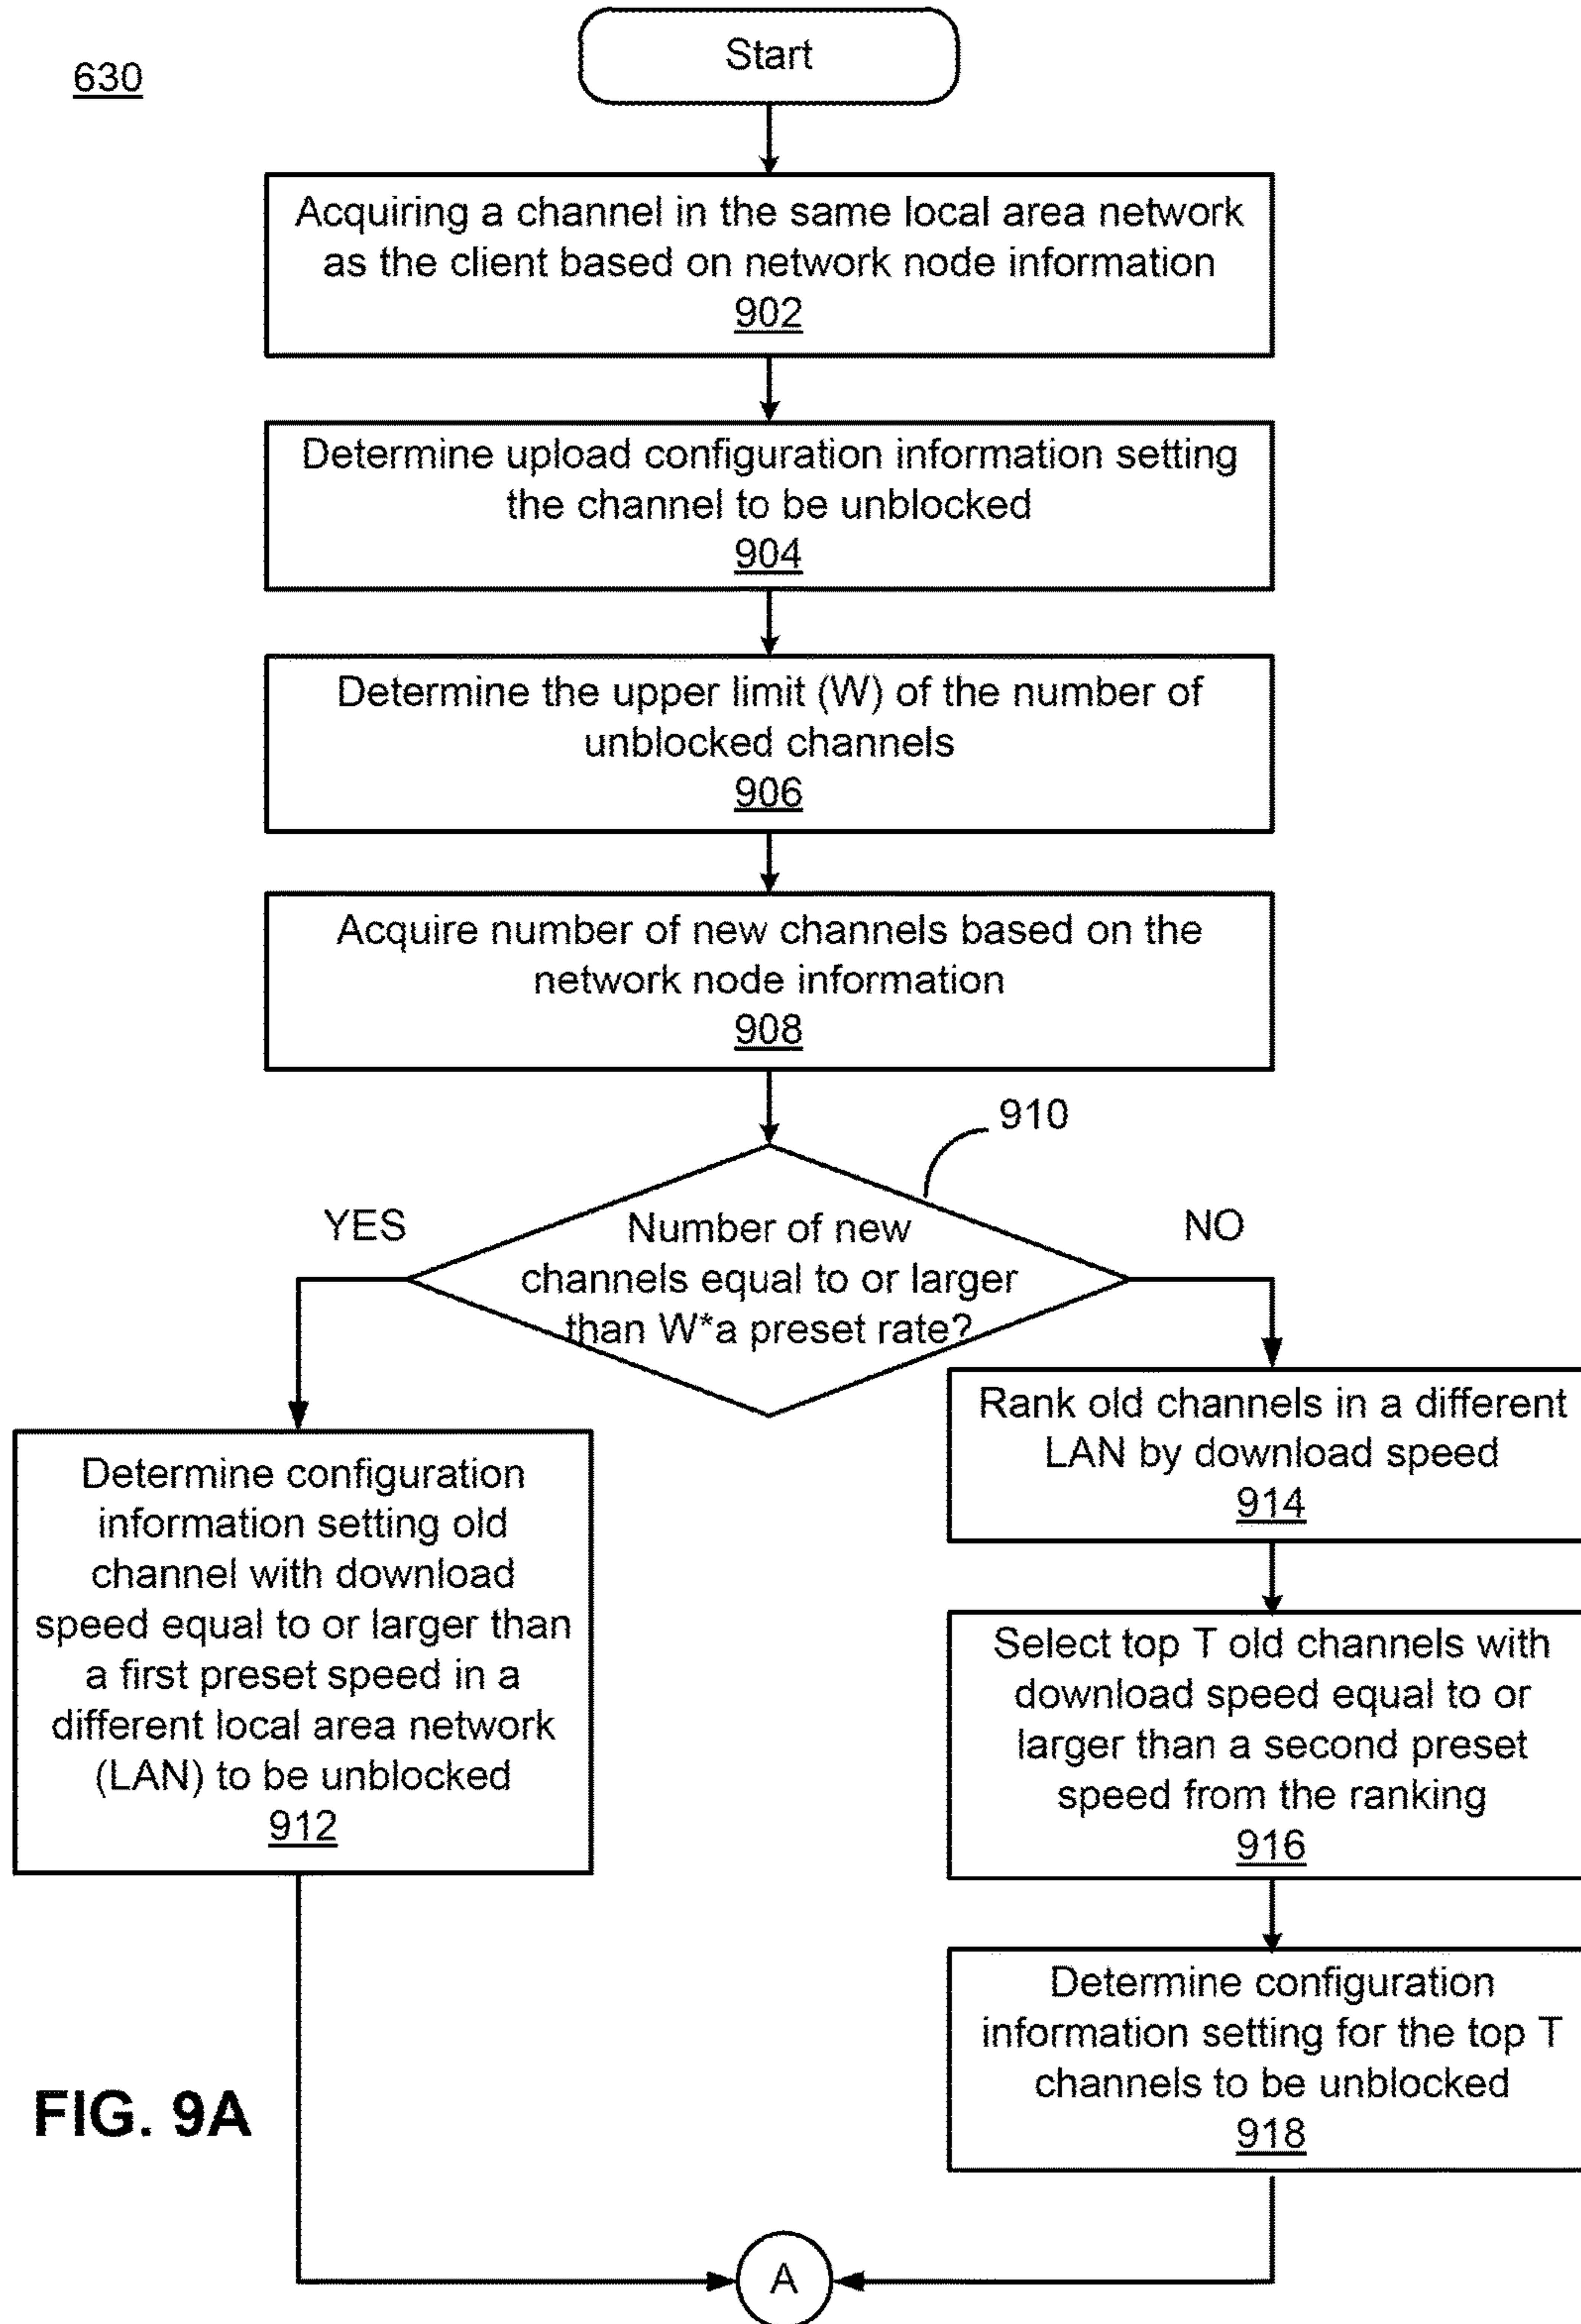 630
Start
Acquiring a channel in the same local area network
as the client based on network node information
902
Determine upload configuration information setting
the channel to be unblocked
904
Determine the upper limit (W) of the number of
unblocked channels
906
Acquire number of new channels based on the
network node information
908
910
YES
NO
Number of new
channels equal to or larger
than W*a preset rate?
Determine configuration
information setting old
channel with download
speed equal to or larger than
a first preset speed in a
different local area network
(LAN) to be unblocked
912
Rank old channels in a different
LAN by download speed
914
Select top T old channels with
download speed equal to or
larger than a second preset
speed from the ranking
916
Determine configuration
information setting for the top T
channels to be unblocked
918
FIG. 9A
A